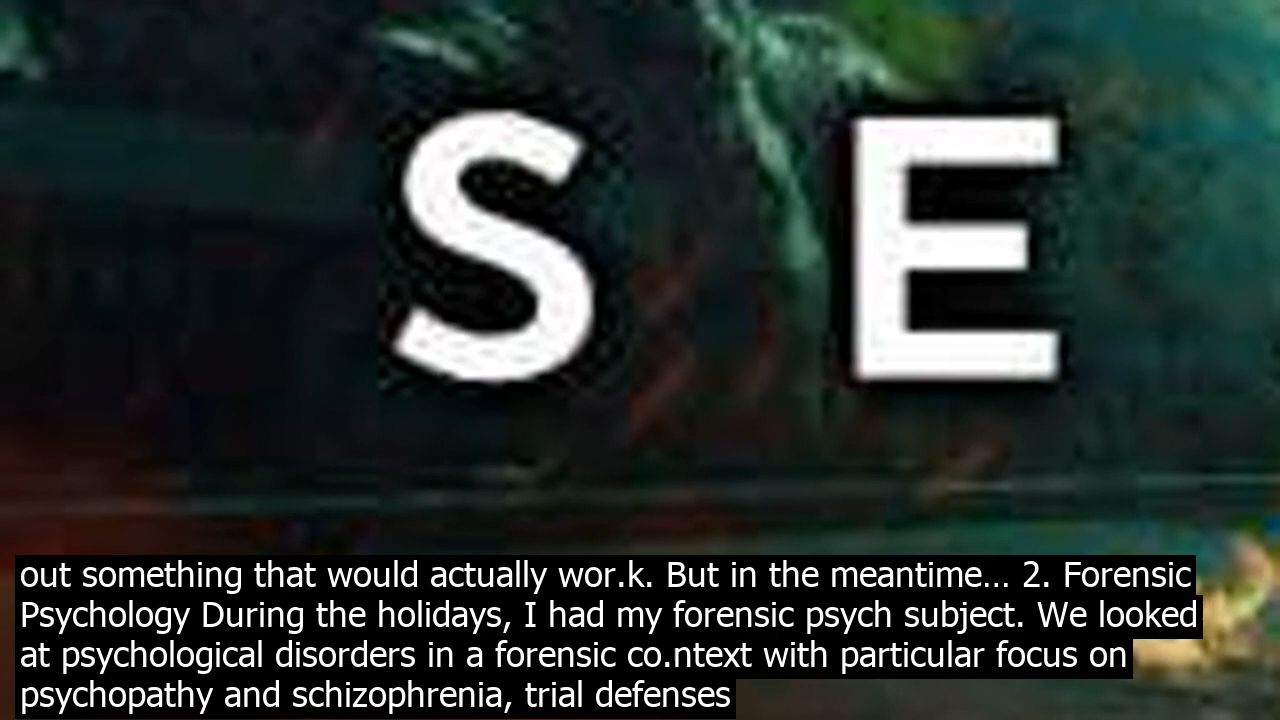 S E
out something that would actually wor.k. But in the meantime... 2. Forensic
Psychology During the holidays, I had my forensic psych subject. We looked
at psychological disorders in a forensic co.ntext with particular focus on
psychopathy and schizophrenia, trial defenses